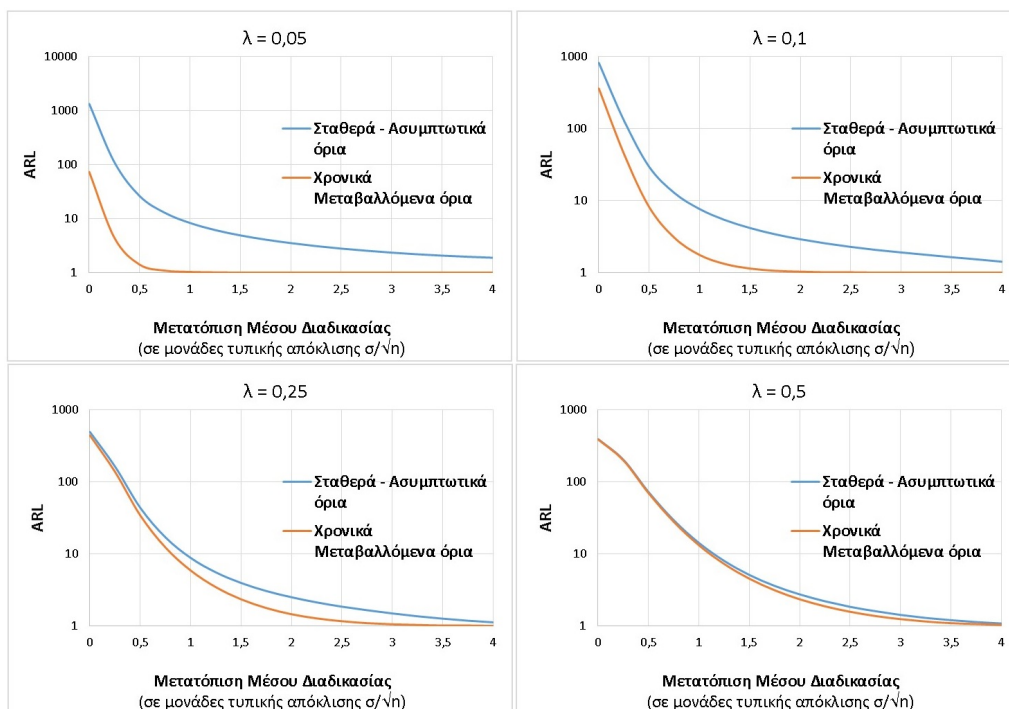 λ = 0,05
10000
1000
100
10
1
ARL
Σταθερά - Ασυμπτωτικά
όρια
Χρονικά
Μεταβαλλόμενα όρια
0 0,5 1 1,5 2 2,5 3 3,5 4
Μετατόπιση Μέσου Διαδικασίας
(σε μονάδες τυπικής απόκλισης σ/√n)
λ = 0,1
1000
100
10
1
ARL
Σταθερά - Ασυμπτωτικά
όρια
Χρονικά
Μεταβαλλόμενα όρια
0 0,5 1 1,5 2 2,5 3 3,5 4
Μετατόπιση Μέσου Διαδικασίας
(σε μονάδες τυπικής απόκλισης σ/√n)
λ = 0,25
1000
100
10
1
ARL
Σταθερά - Ασυμπτωτικά
όρια
Χρονικά
Μεταβαλλόμενα όρια
0 0,5 1 1,5 2 2,5 3 3,5 4
Μετατόπιση Μέσου Διαδικασίας
(σε μονάδες τυπικής απόκλισης σ/√n)
λ = 0,5
1000
100
10
1
ARL
Σταθερά - Ασυμπτωτικά
όρια
Χρονικά
Μεταβαλλόμενα όρια
0 0,5 1 1,5 2 2,5 3 3,5 4
Μετατόπιση Μέσου Διαδικασίας
(σε μονάδες τυπικής απόκλισης σ/√n)